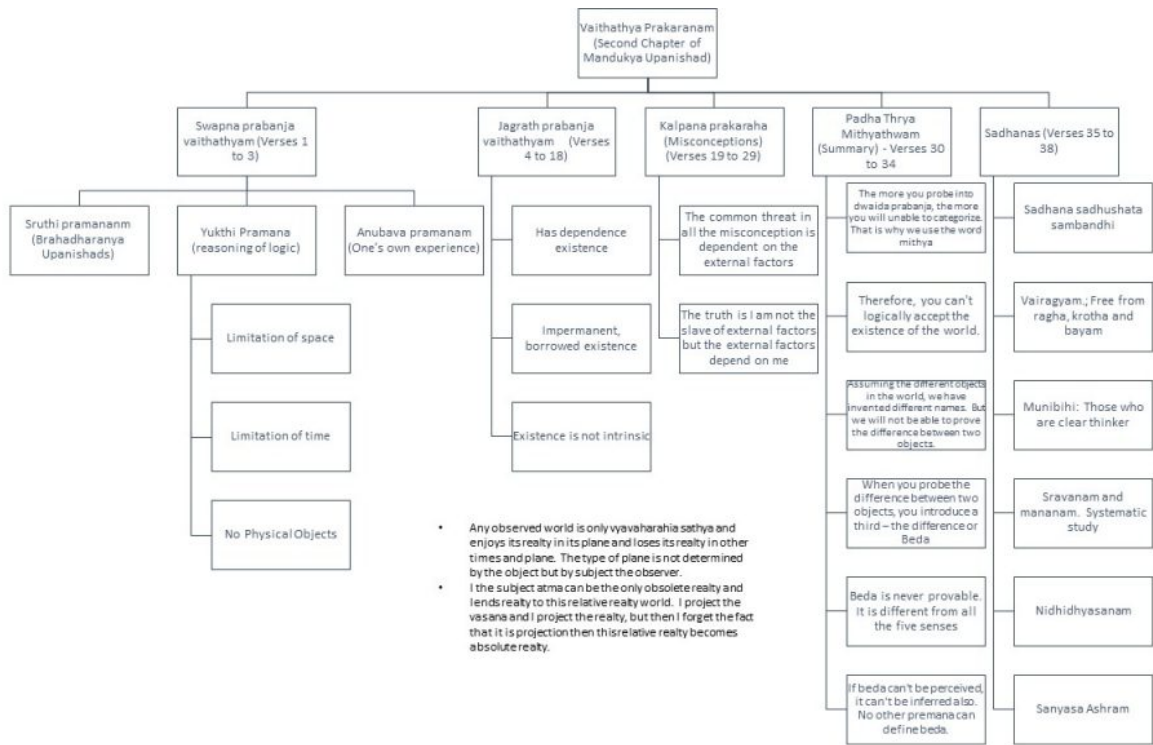 Vaithathya Prakaranam
(Second Chapter of
Mandukya Upanishad)
Swapna prabanja
vaithathyam (Verses 1
to 3)
Jagrath prabanja
vaithathyam (Verses
4 to 18)
Kalpana prakaraha
(Misconceptions)
(Verses 19 to 29)
Padha Thrya
Mithyathwam
(Summary) - Verses 30
to 34
Sadhanas (Verses 35 to
38)
Sruthi pramananm
(Brahadharanya
Upanishads)
Yukthi Pramana
(reasoning of logic)
Anubava pramanam
(One's own experience)
Limitation of space
Limitation of time
No Physical Objects
Has dependence
existence
Impermanent,
borrowed existence
Existence is not intrinsic
The common threat in
all the misconception is
dependent on the
external factors
The truth is I am not the
slave of external factors
but the external factors
depend on me
The more you probe into
dwaida prabanja, the more
you will unable to categorize.
That is why we use the word
mithya
Therefore, you can't
logically accept the
existence of the world.
Assuming the different objects
in the world, we have
invented different names. But
we will not be able to prove
the difference between two
objects.
When you probe the
difference between two
objects, you introduce a
third – the difference or
Beda
Beda is never provable.
It is different from all
the five senses
If beda can't be perceived,
it can't be inferred also.
No other premana can
define beda.
Sadhana sadhushata
sambandhi
Vairagyam.; Free from
ragha, krotha and
bayam
Munibihi: Those who
are clear thinker
Sravanam and
mananam. Systematic
study
Nidhidhyasanam
Sanyasa Ashram
• Any observed world is only vyavaharahia sathya and
enjoys its realty in its plane and loses its realty in other
times and plane. The type of plane is not determined
by the object but by subject the observer.
• I the subject atma can be the only obsolete realty and
lends realty to this relative realty world. I project the
vasana and I project the realty, but then I forget the fact
that it is projection then this relative realty becomes
absolute realty.